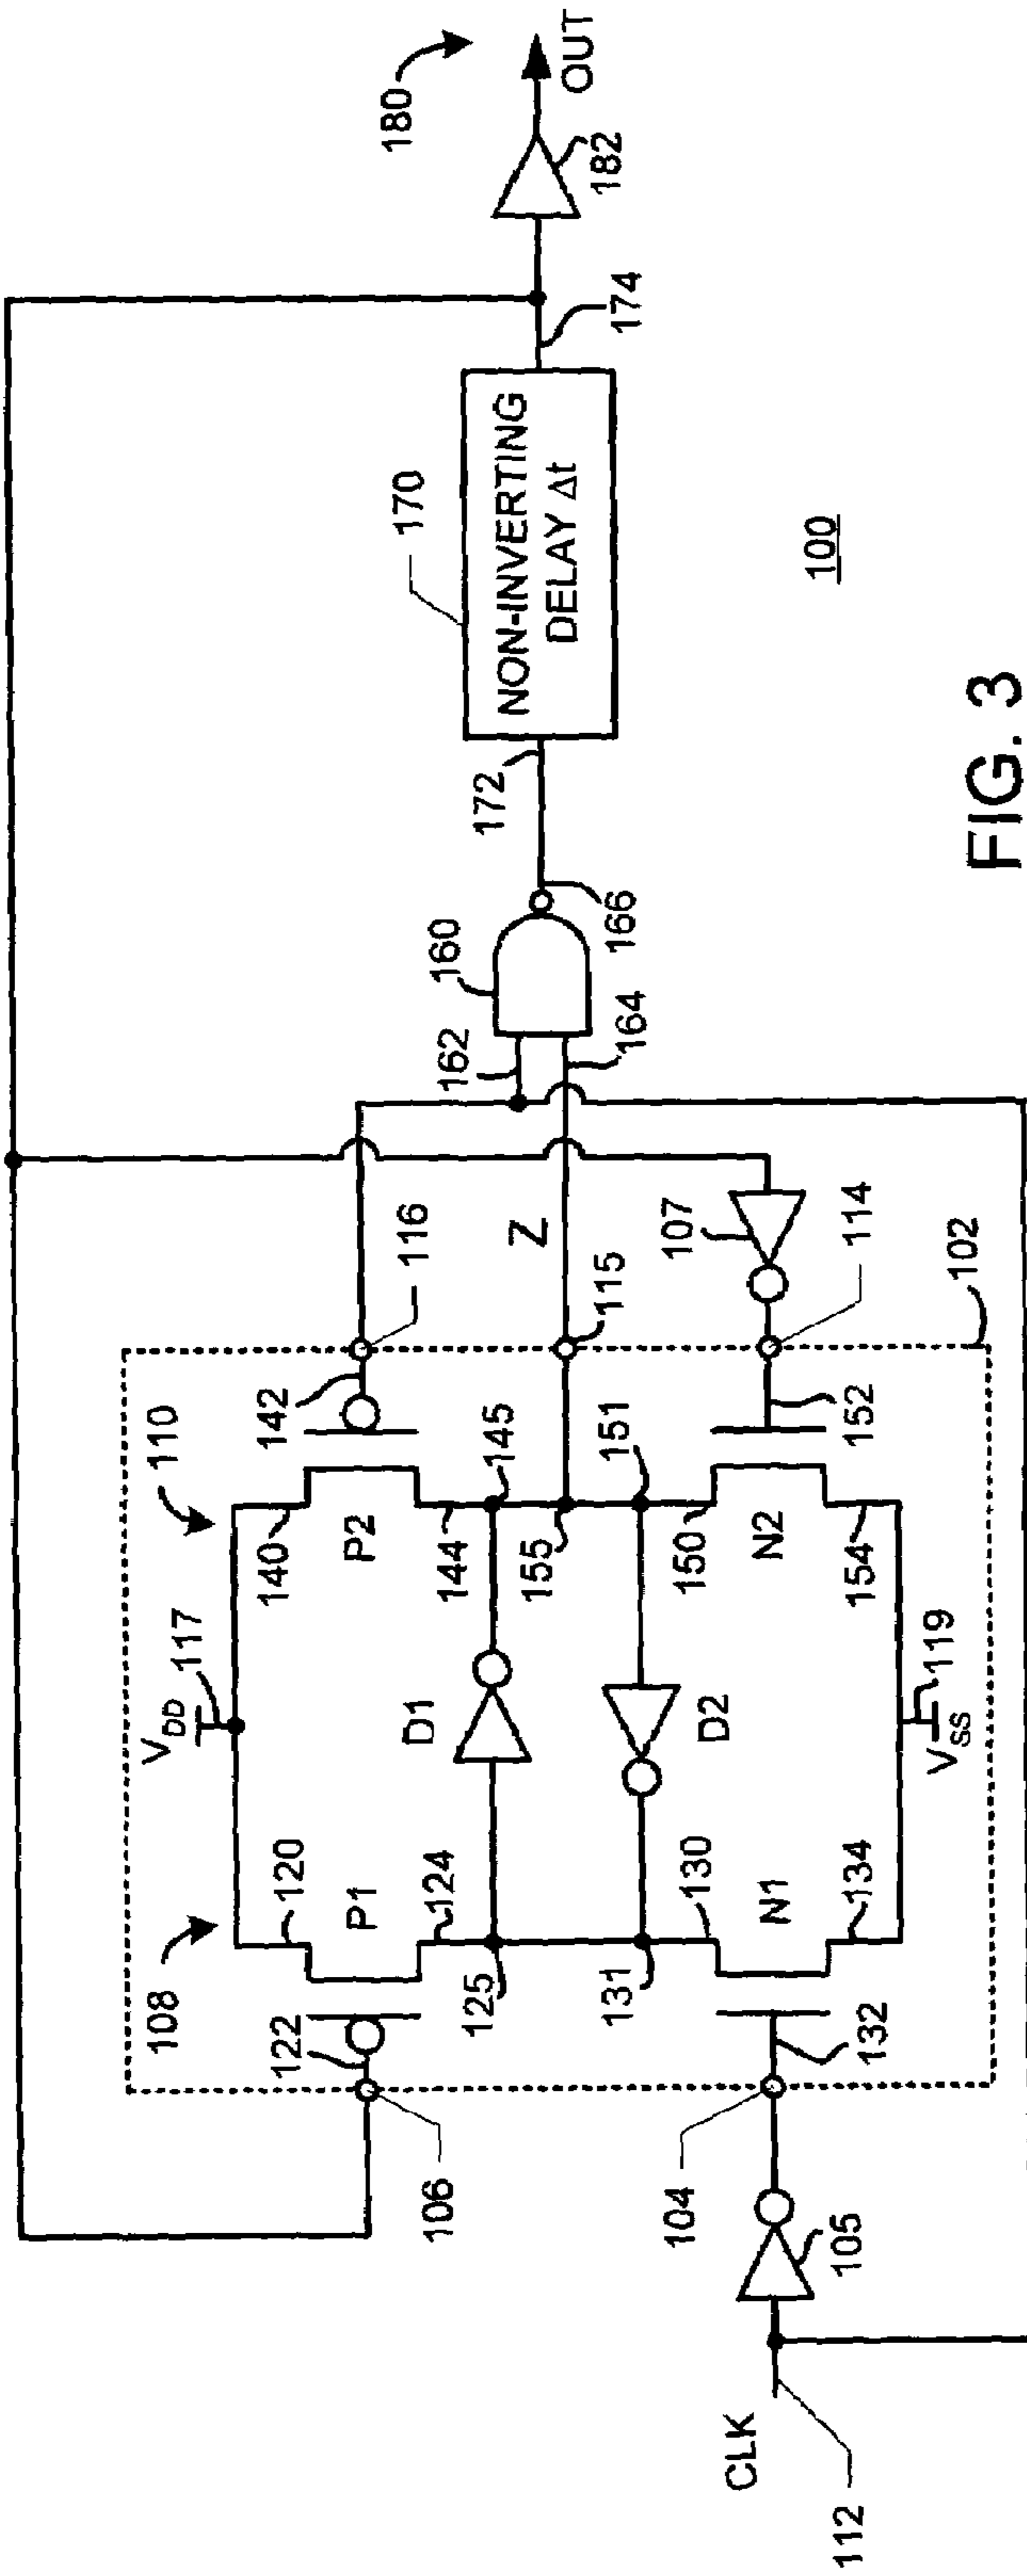 180
OUT
182
174
170
NON-INVERTING
DELAY Δt
100
172
160
166
162
164
Z
116
115
107
114
102
110
142
145
151
152
140
P2
144
155
150
N2
154
117
V_DD
D1
D2
119
V_SS
108
120
P1
124
130
N1
134
122
125
131
132
106
104
105
CLK
112
FIG. 3